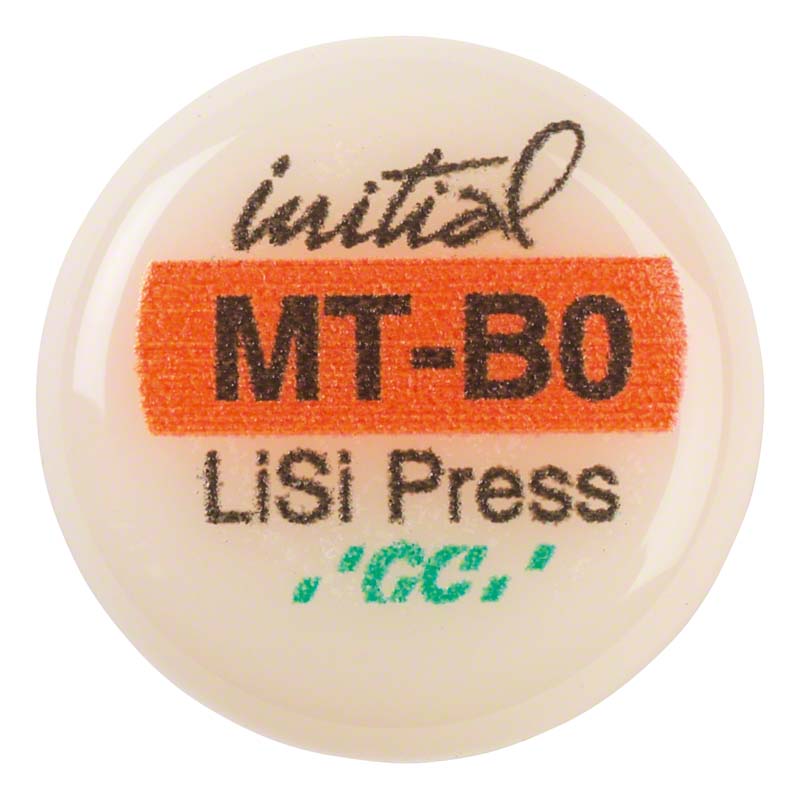 initial
MT-B0
LiSi Press
GC